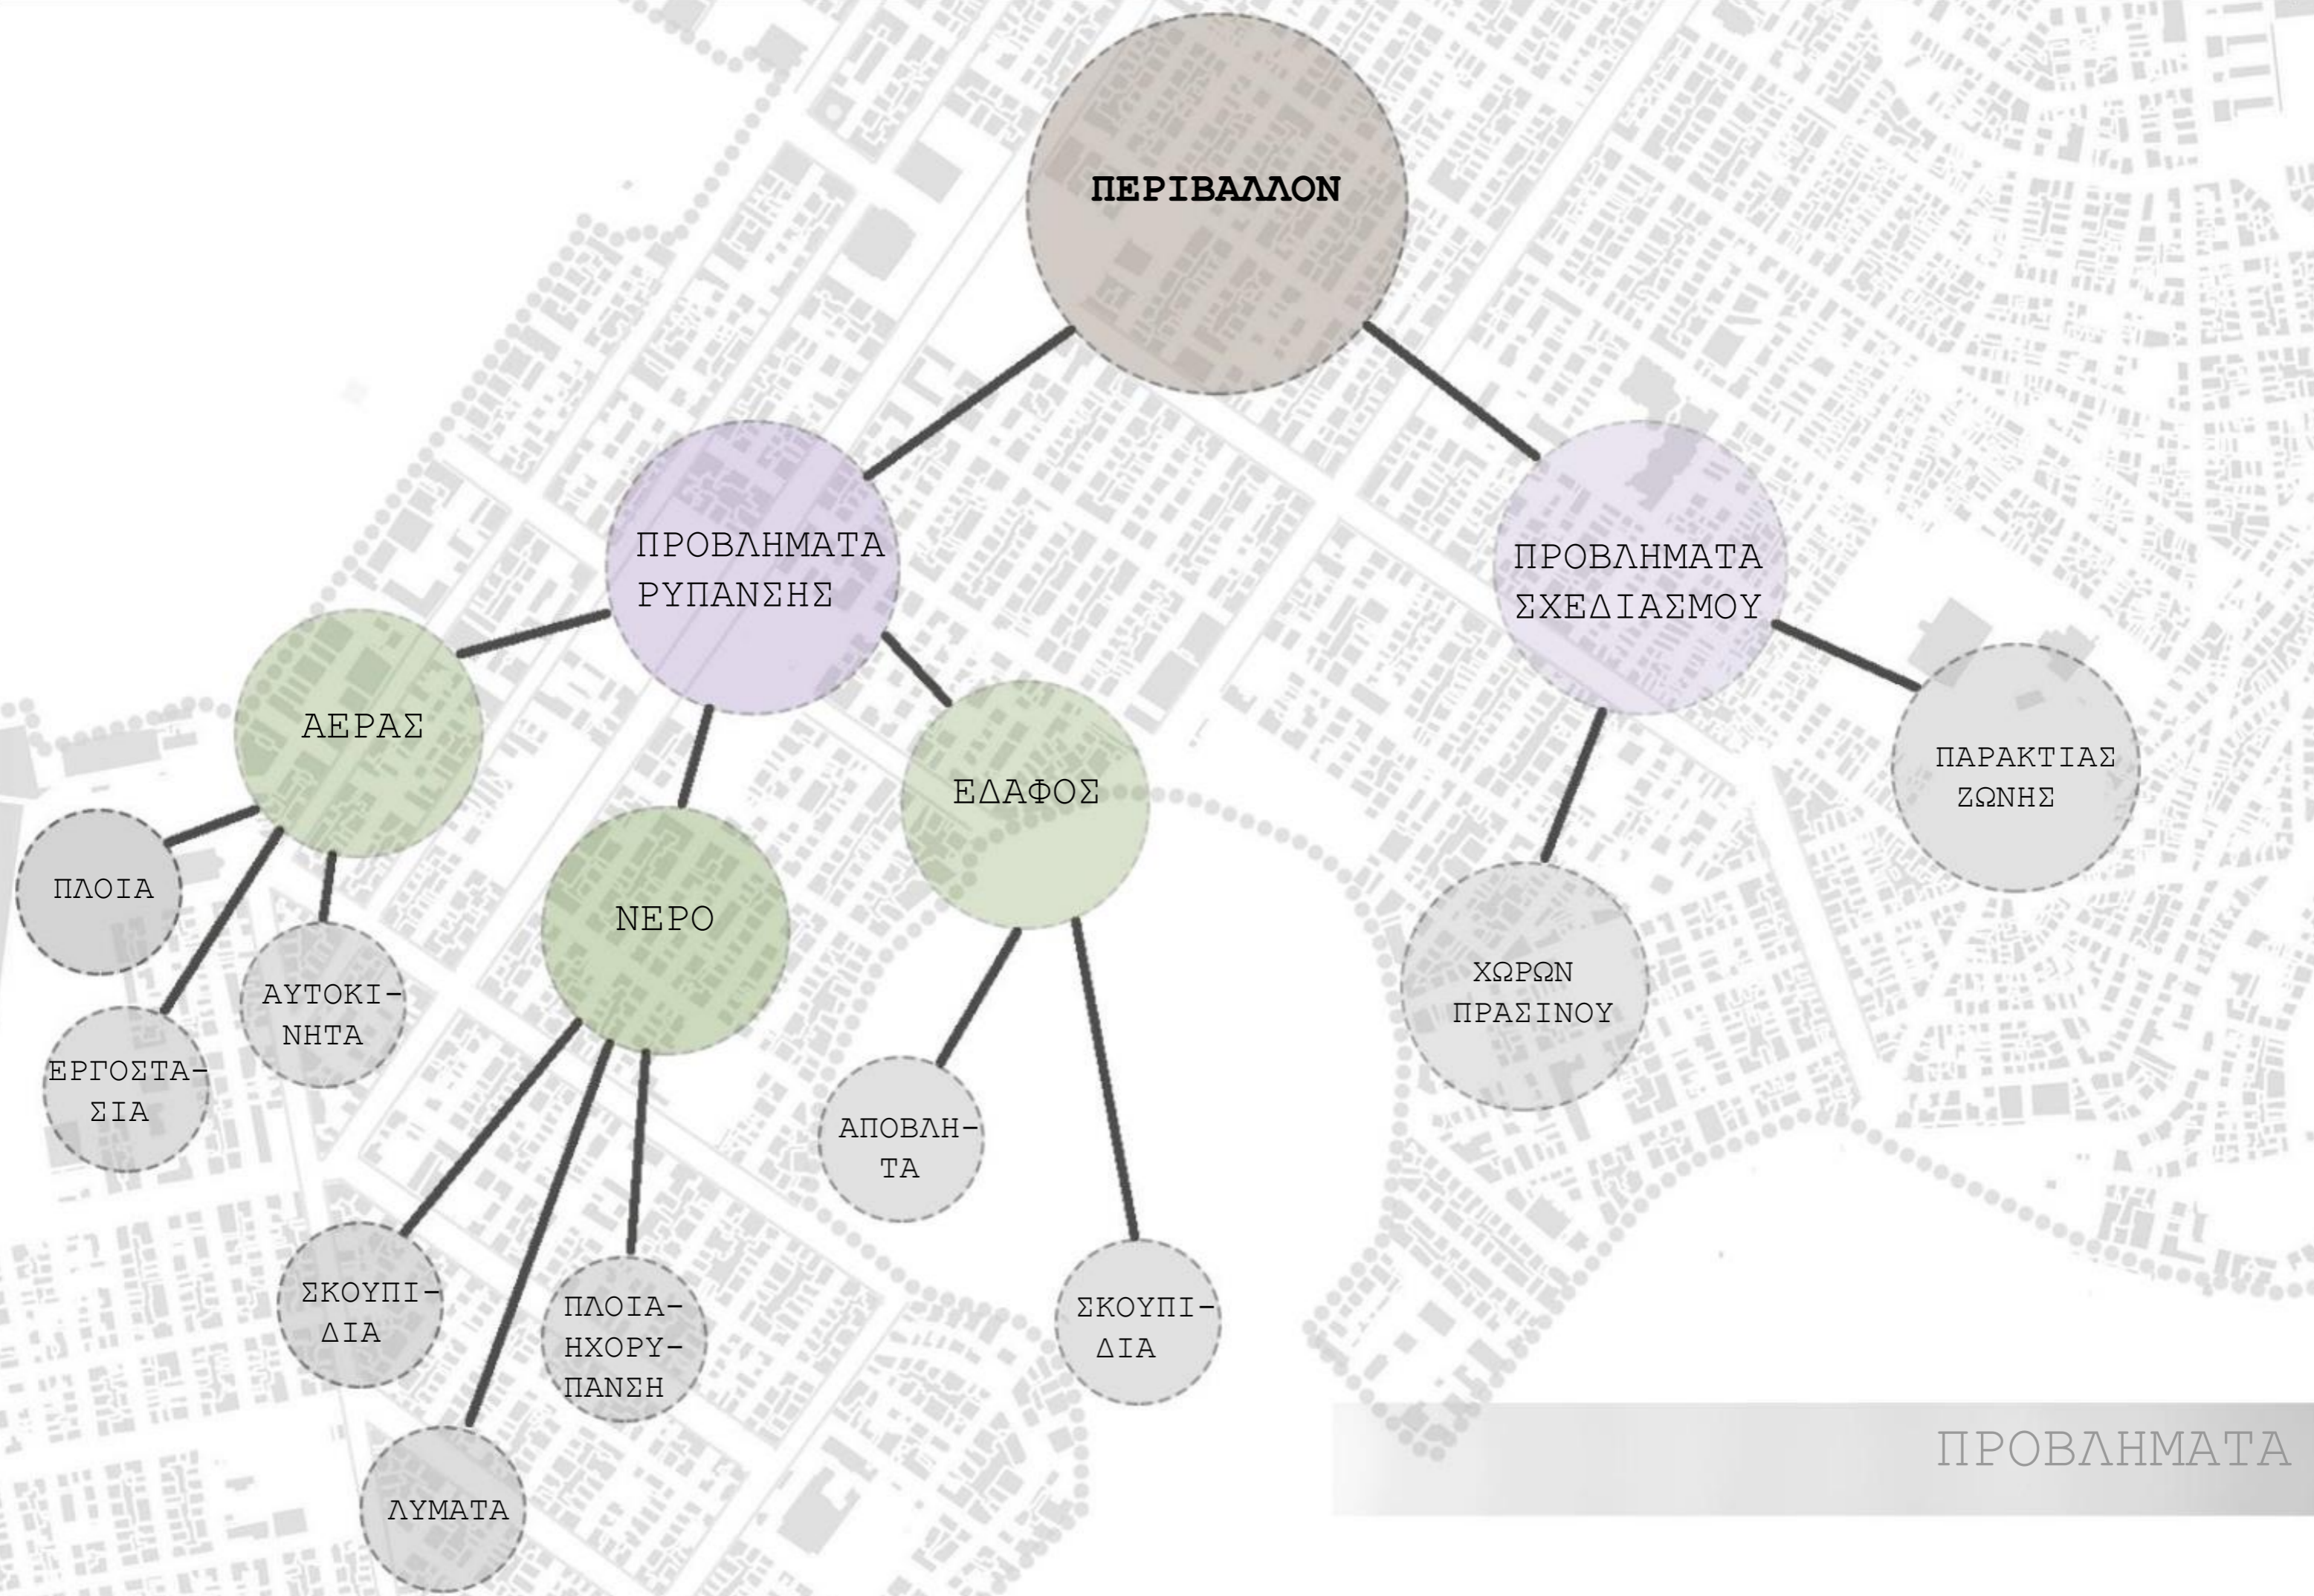 ΠΕΡΙΒΑΛΛΟΝ
ΠΡΟΒΛΗΜΑΤΑ
ΡΥΠΑΝΣΗΣ
ΠΡΟΒΛΗΜΑΤΑ
ΣΧΕΔΙΑΣΜΟΥ
ΑΕΡΑΣ
ΝΕΡΟ
ΕΔΑΦΟΣ
ΠΑΡΑΚΤΙΑΣ
ΖΩΝΗΣ
ΧΩΡΩΝ
ΠΡΑΣΙΝΟΥ
ΠΛΟΙΑ
ΕΡΓΟΣΤΑ-
ΣΙΑ
ΑΥΤΟΚΙ-
ΝΗΤΑ
ΣΚΟΥΠΙ-
ΔΙΑ
ΛΥΜΑΤΑ
ΠΛΟΙΑ-
ΗΧΟΡΥ-
ΠΑΝΣΗ
ΑΠΟΒΛΗ-
ΤΑ
ΣΚΟΥΠΙ-
ΔΙΑ
ΠΡΟΒΛΗΜΑΤΑ